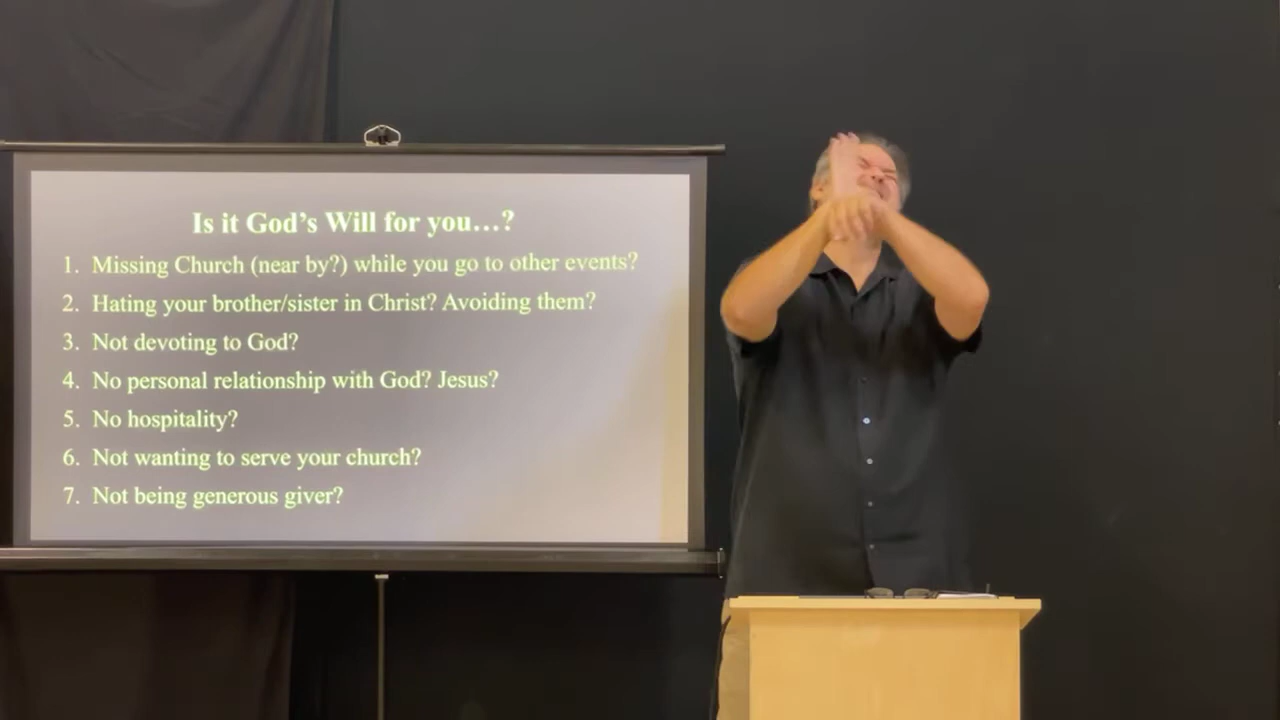 Is it God's Will for you…?
1. Missing Church (near by?) while you go to other events?
2. Hating your brother/sister in Christ? Avoiding them?
3. Not devoting to God?
4. No personal relationship with God? Jesus?
5. No hospitality?
6. Not wanting to serve your church?
7. Not being generous giver?